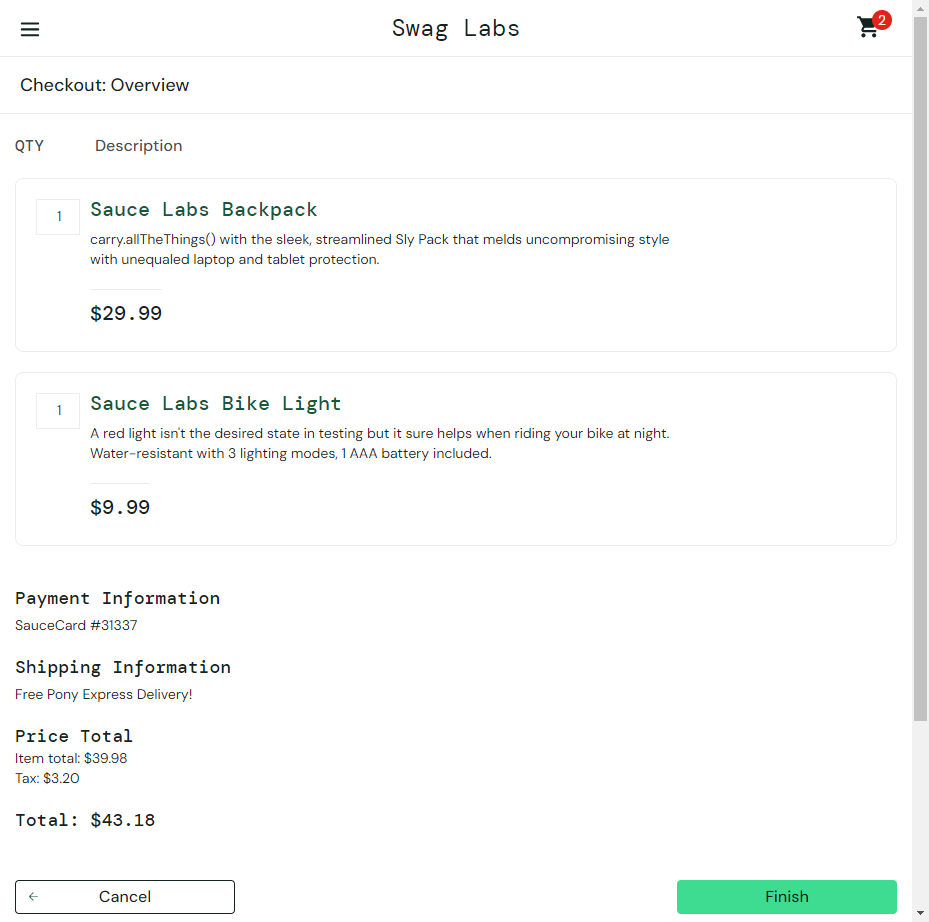 Swag Labs
2
Checkout: Overview
QTY Description
1
Sauce Labs Backpack
carry.allTheThings() with the sleek, streamlined Sly Pack that melds uncompromising style
with unequaled laptop and tablet protection.
$29.99
1
Sauce Labs Bike Light
A red light isn't the desired state in testing but it sure helps when riding your bike at night.
Water-resistant with 3 lighting modes, 1 AAA battery included.
$9.99
Payment Information
SauceCard #31337
Shipping Information
Free Pony Express Delivery!
Price Total
Item total: $39.98
Tax: $3.20
Total: $43.18
Cancel
Finish